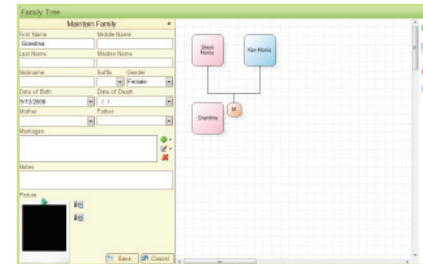 Family Tree
Maintain Family
First Name Middle Name
Grandma
Last Name Maiden Name
Nickname Suffix Gender
Female
Date of Birth Date of Death
9/13/2008 / /
Mother Father
Marriages
Notes
Picture
Save Cancel
Ken Mania
Grandma
M